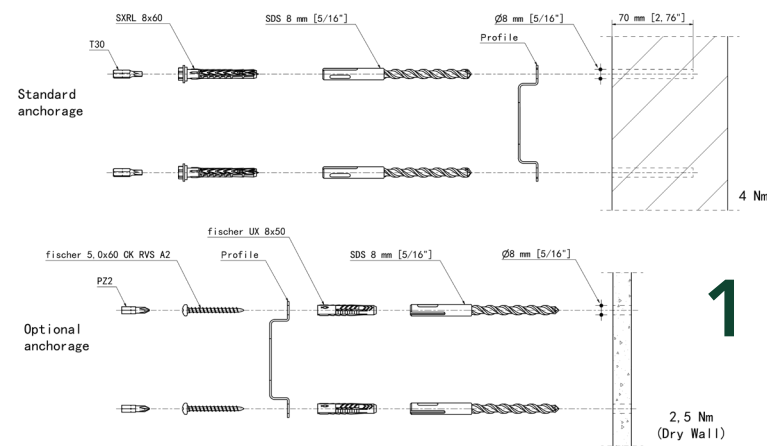 SXRL 8x60
SDS 8 mm [5/16"]
Ø8 mm [5/16"]
70 mm [2,76"]
T30
Profile
Standard
anchorage
4 Nm
fischer UX 8x50
fischer 5,0x60 CK RVS A2
Profile
SDS 8 mm [5/16"]
Ø8 mm [5/16"]
PZ2
1
Optional
anchorage
2,5 Nm
(Dry Wall)